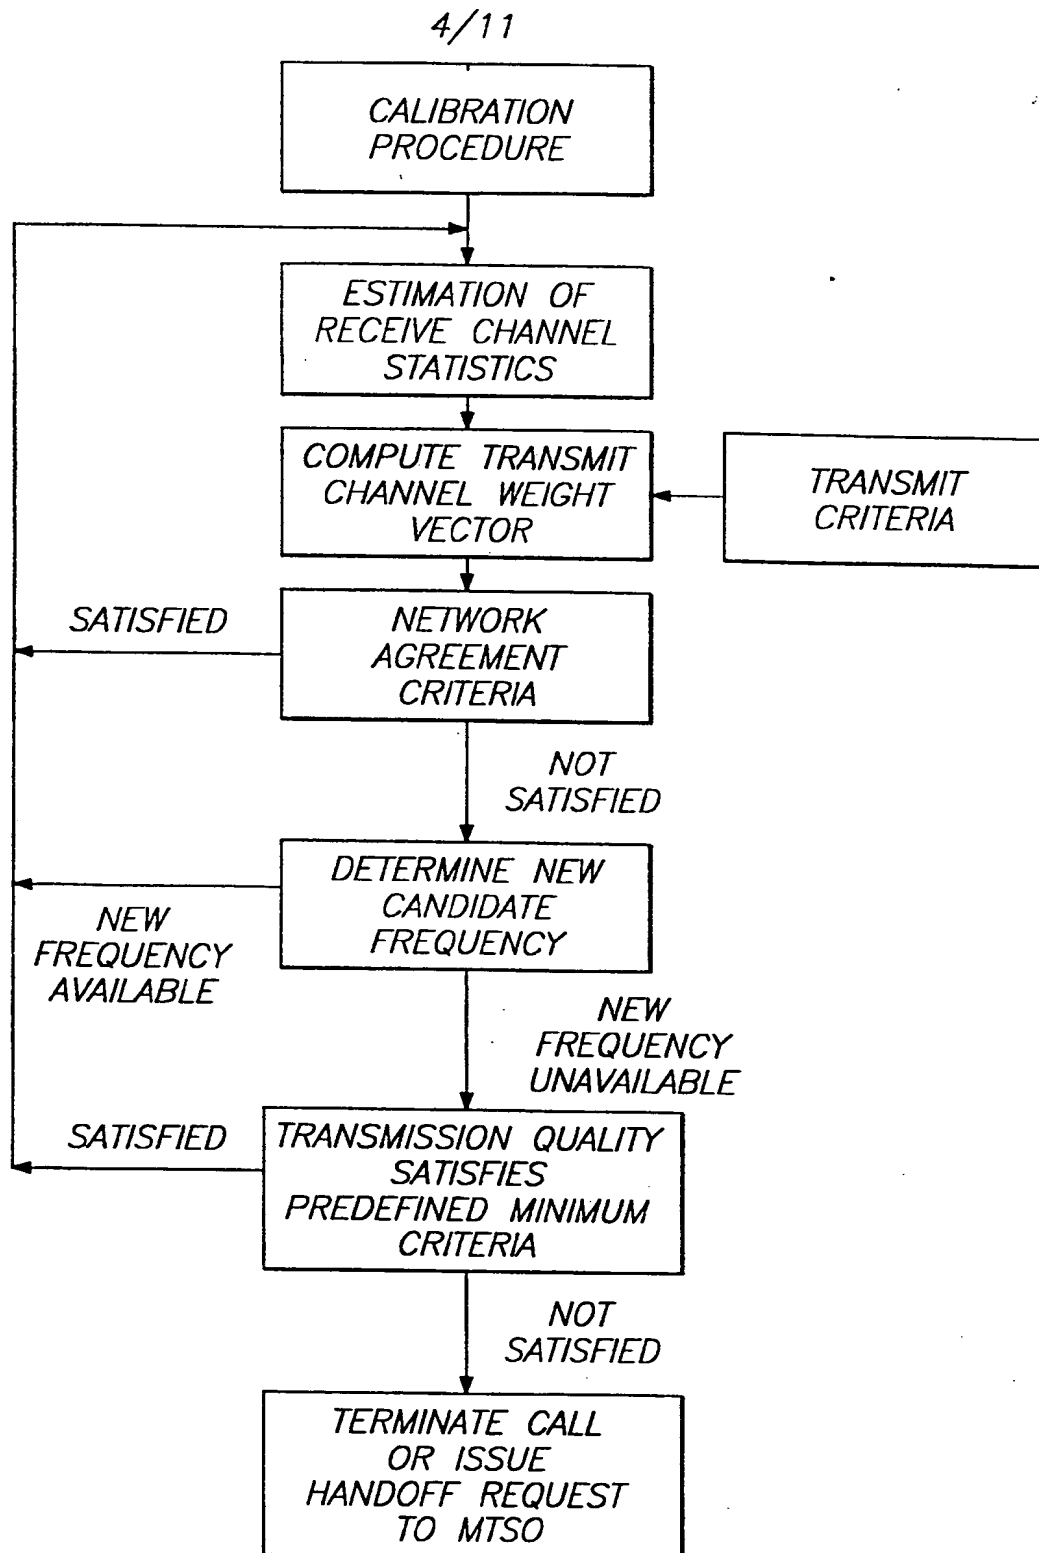 4/11
CALIBRATION
PROCEDURE
ESTIMATION OF
RECEIVE CHANNEL
STATISTICS
COMPUTE TRANSMIT
CHANNEL WEIGHT
VECTOR
TRANSMIT
CRITERIA
SATISFIED
NETWORK
AGREEMENT
CRITERIA
NOT
SATISFIED
DETERMINE NEW
CANDIDATE
FREQUENCY
NEW
FREQUENCY
AVAILABLE
NEW
FREQUENCY
UNAVAILABLE
SATISFIED
TRANSMISSION QUALITY
SATISFIES
PREDEFINED MINIMUM
CRITERIA
NOT
SATISFIED
TERMINATE CALL
OR ISSUE
HANDOFF REQUEST
TO MTSO